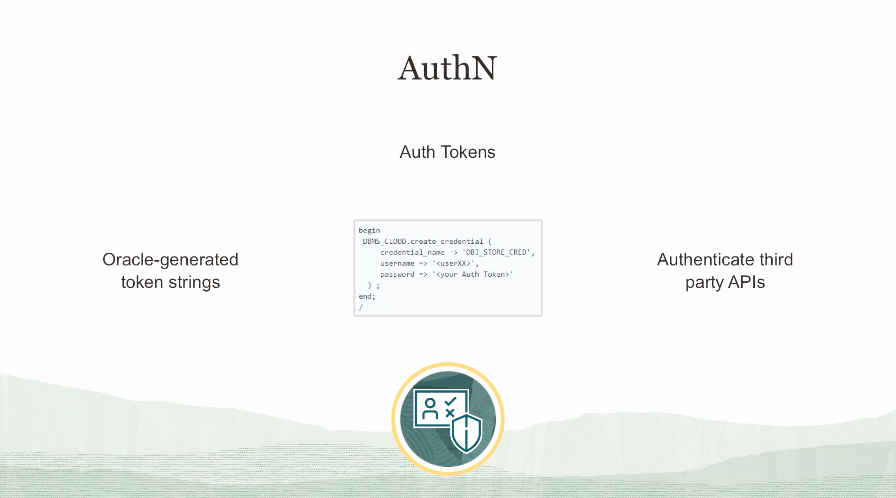 AuthN
Auth Tokens
Oracle-generated
token strings
begin
DBMS_CLOUD.create_credential (
credential_name => 'OBJ_STORE_CRED',
username => '<userXX>',
password => '<your Auth Token>'
) ;
end;
/
Authenticate third
party APIs